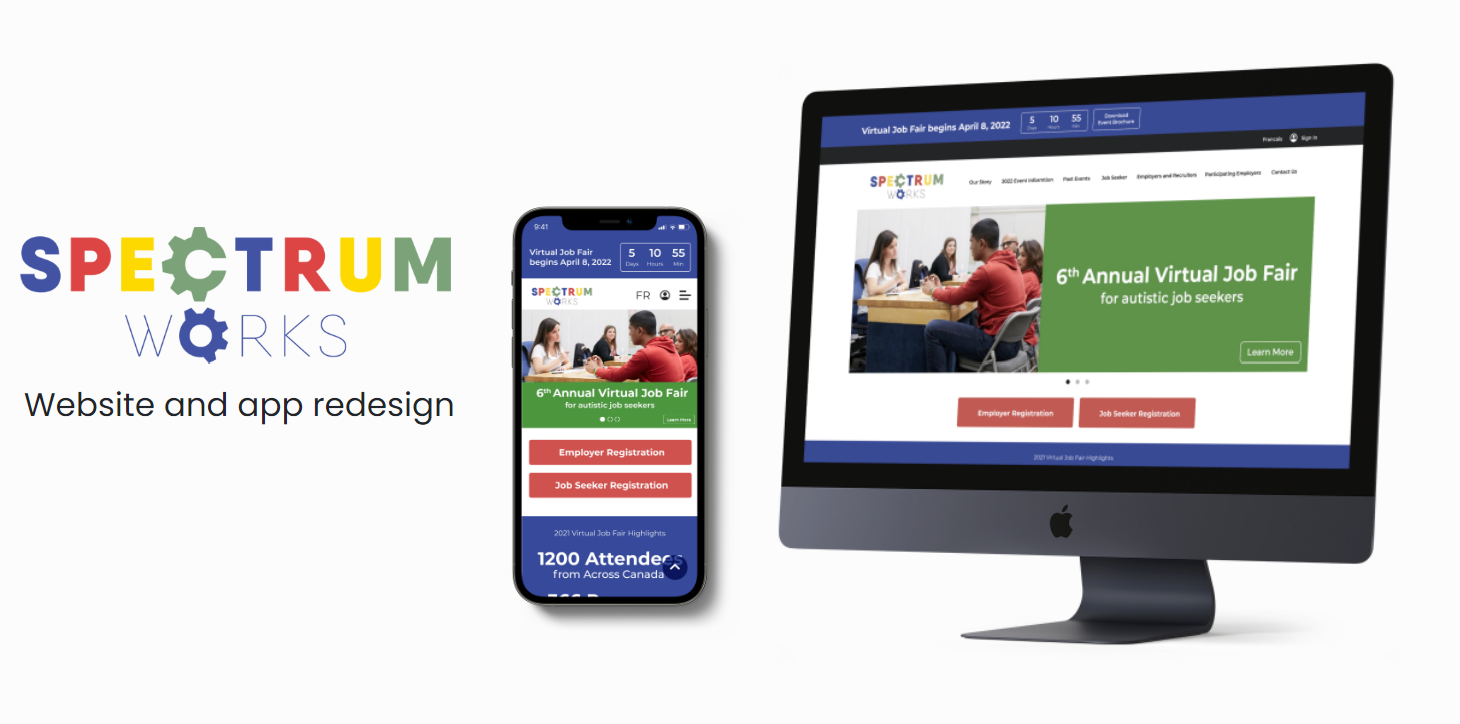 SPECTRUM
WORKS
Website and app redesign
9:41
Virtual Job Fair
begins April 8, 2022
5 10 55
Days Hours Min
SPECTRUM
WORKS
FR
6th Annual Virtual Job Fair
for autistic job seekers
Learn More
Employer Registration
Job Seeker Registration
2021 Virtual Job Fair Highlights
1200 Attendees
from Across Canada
Virtual Job Fair begins April 8, 2022
5 10 55
Days Hours Min
Download
Event Brochure
Francais Sign In
SPECTRUM
WORKS
Our Story 2022 Event Information Past Events Job Seeker Employers and Recruiters Participating Employers Contact Us
6th Annual Virtual Job Fair
for autistic job seekers
Learn More
Employer Registration Job Seeker Registration
2021 Virtual Job Fair Highlights